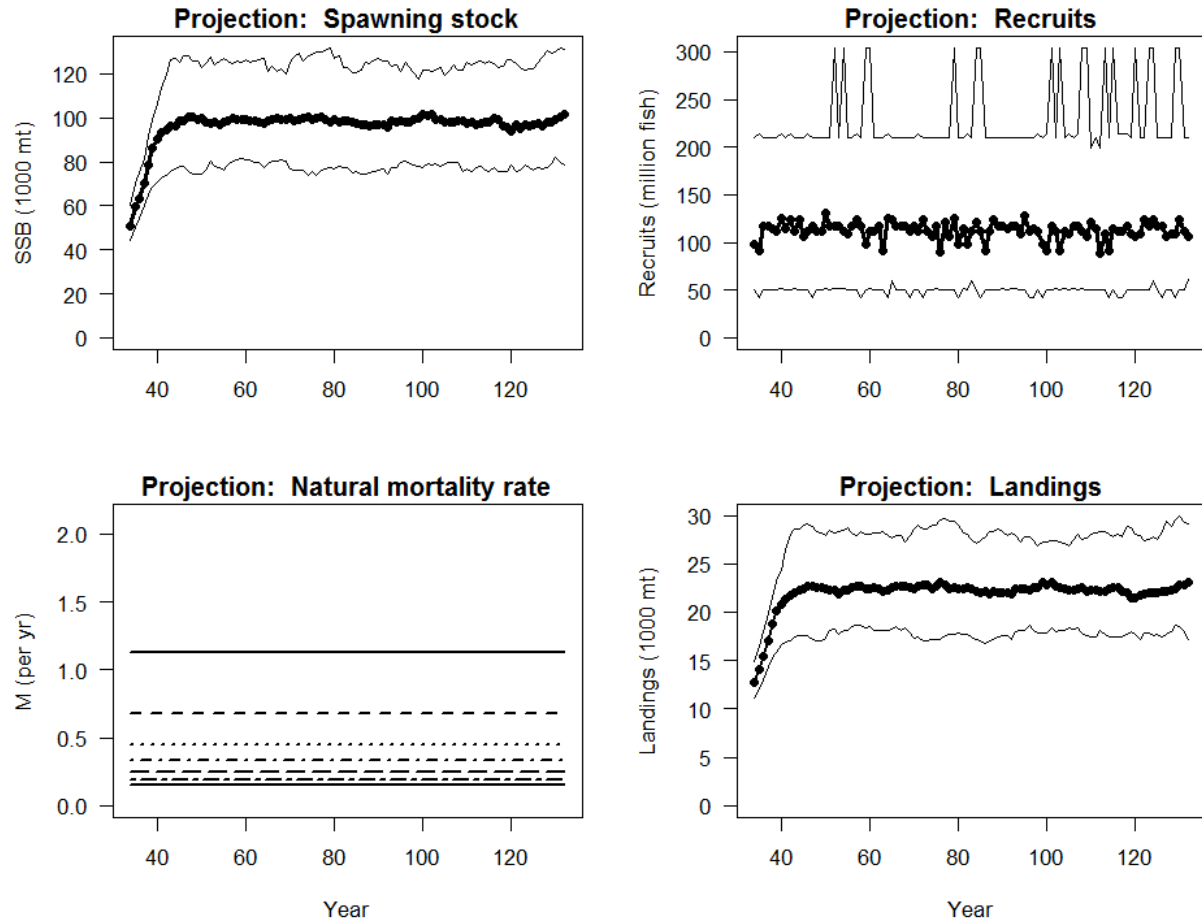 Projection:  Spawning stock
SSB (1000 mt)
120
100
80
60
40
20
0
40 60 80 100 120
Projection:  Recruits
Recruits (million fish)
300
250
200
150
100
50
0
40 60 80 100 120
Projection:  Natural mortality rate
M (per yr)
2.0
1.5
1.0
0.5
0.0
40 60 80 100 120
Year
Projection:  Landings
Landings (1000 mt)
30
25
20
15
10
5
0
40 60 80 100 120
Year